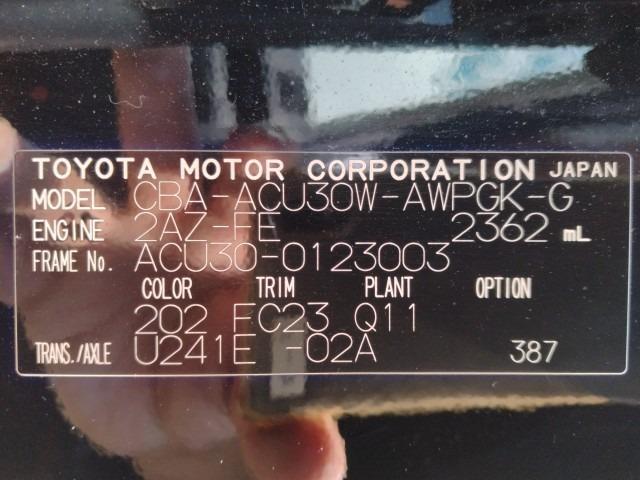 TOYOTA MOTOR CORPORATION JAPAN
MODEL CBA-ACU30W-AWPGK-G
ENGINE 2AZ-FE 2362 mL
FRAME No. ACU30-0123003
COLOR TRIM PLANT OPTION
202 FC23 Q11
TRANS./AXLE U241E -02A 387